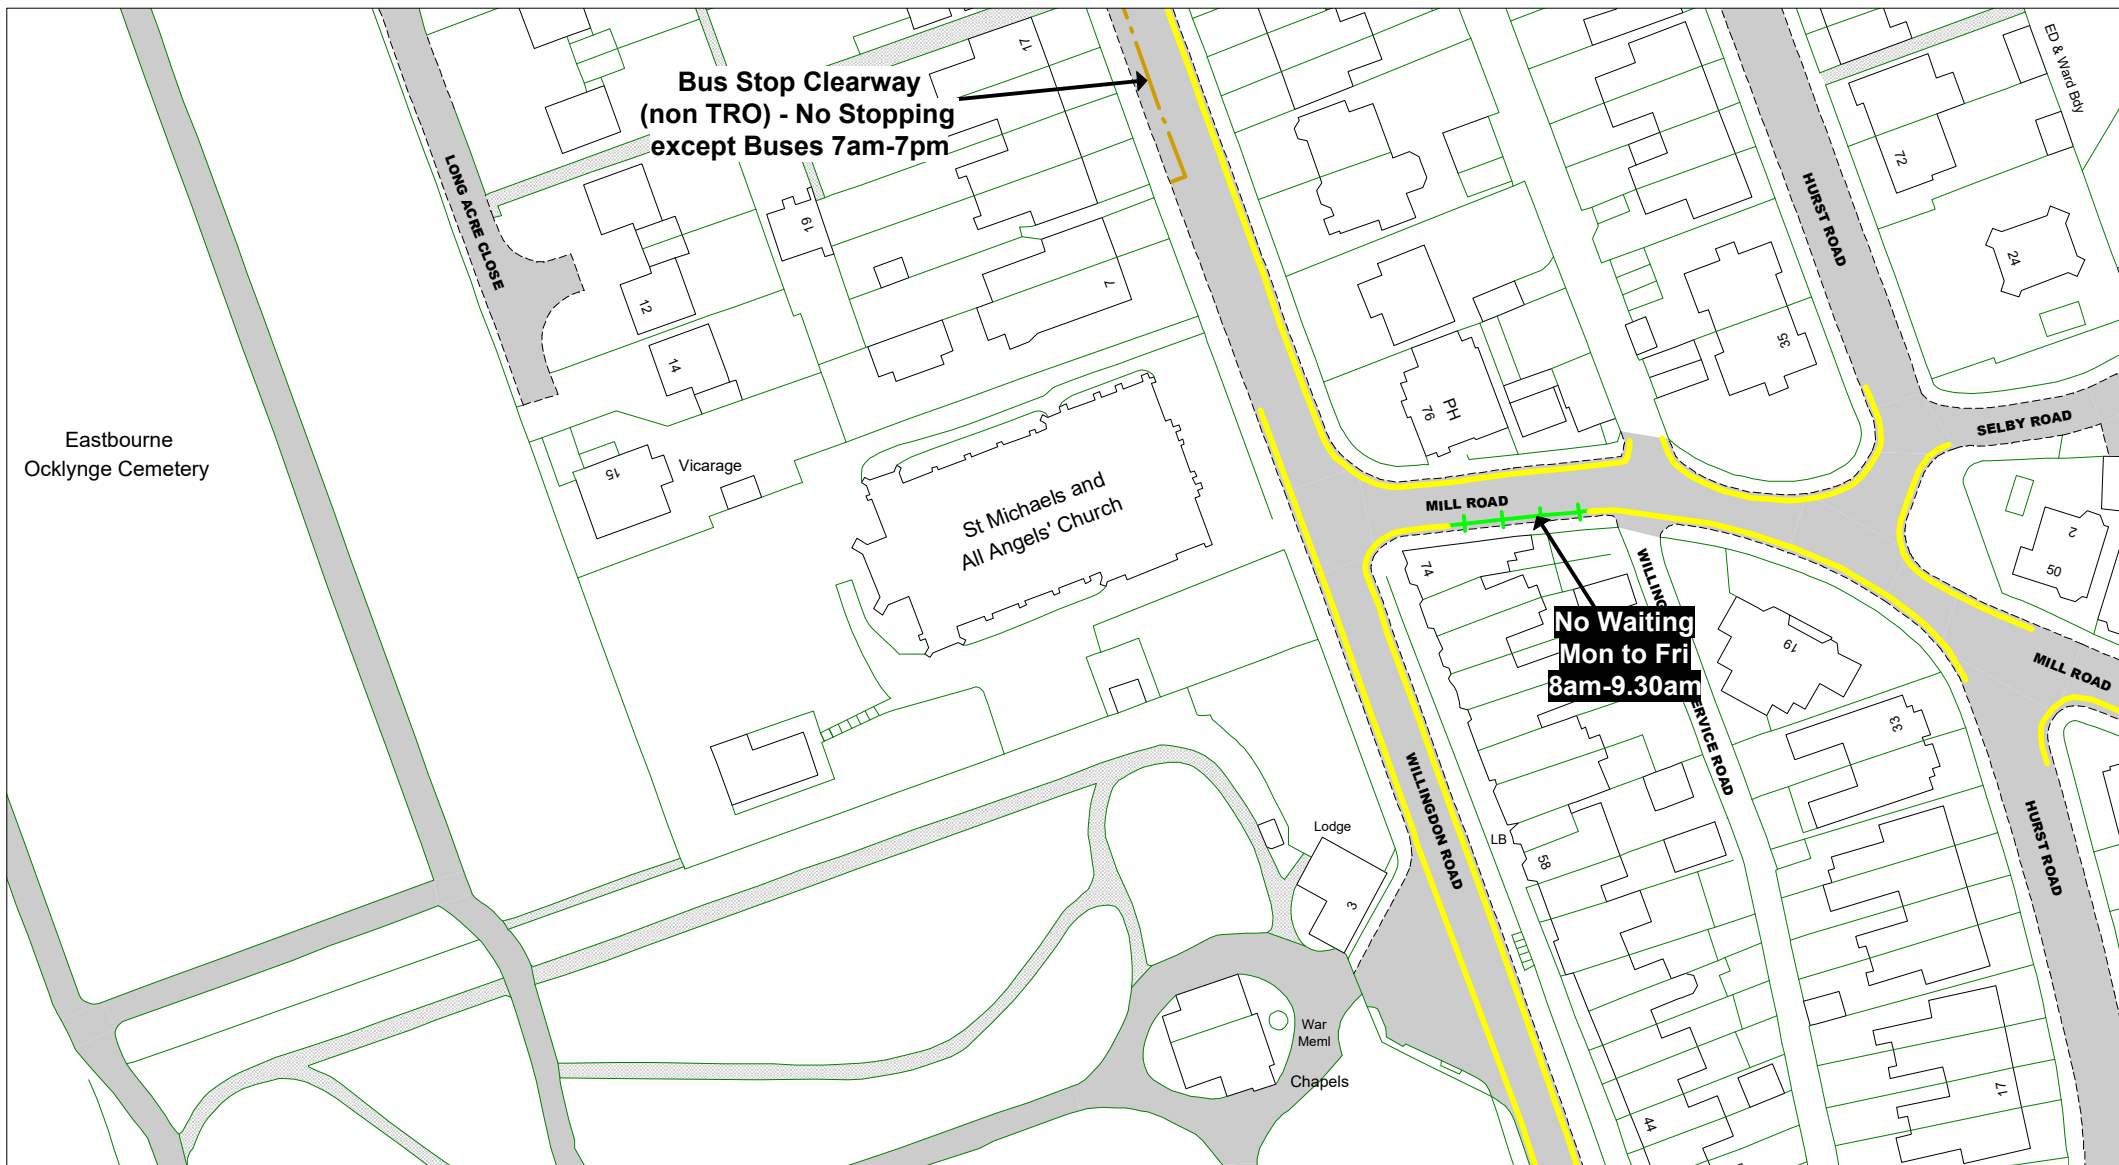 17
Bus Stop Clearway
(non TRO) - No Stopping
except Buses 7am-7pm
ED & Ward Bdy
72
LONG ACRE CLOSE
HURST ROAD
19
24
12
7
35
14
PH
76
SELBY ROAD
Eastbourne
Ocklynge Cemetery
15
Vicarage
St Michaels and
All Angels' Church
MILL ROAD
2
50
74
No Waiting
Mon to Fri
8am-9.30am
19
MILL ROAD
33
WILLINGDON ROAD
Lodge
LB
58
HURST ROAD
3
War
Meml
Chapels
17
44